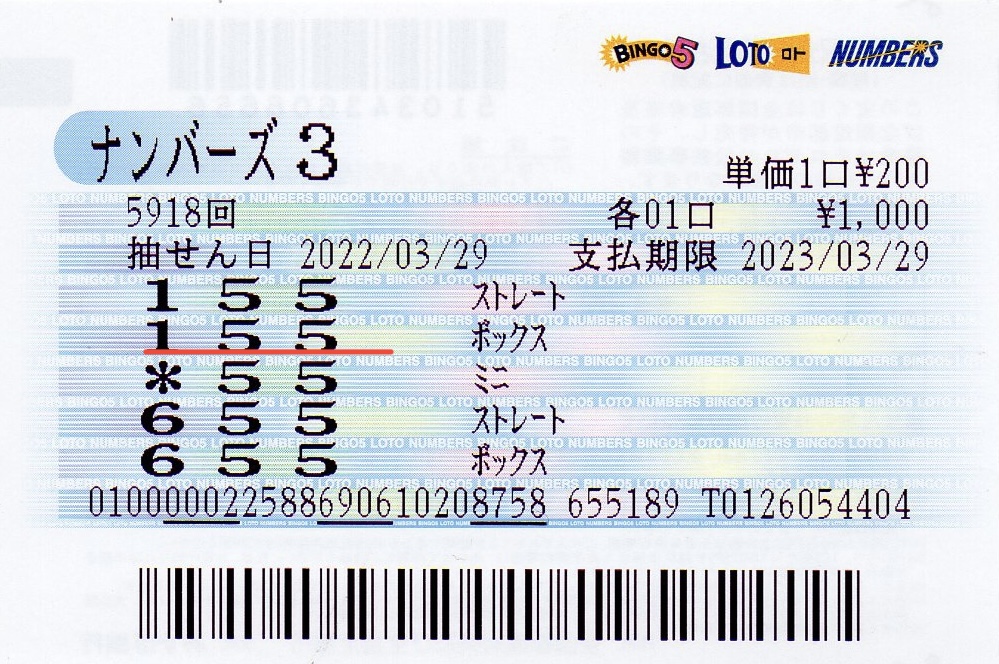 BINGO5 LOTO ロト NUMBERS
ナンバーズ3
単価1口¥200
5918回 各01口 ¥1,000
抽せん日 2022/03/29 支払期限 2023/03/29
1 5 5 ストレート
1 5 5 ボックス
* 5 5 ミニ
6 5 5 ストレート
6 5 5 ボックス
010000022588690610208758 655189 T0126054404